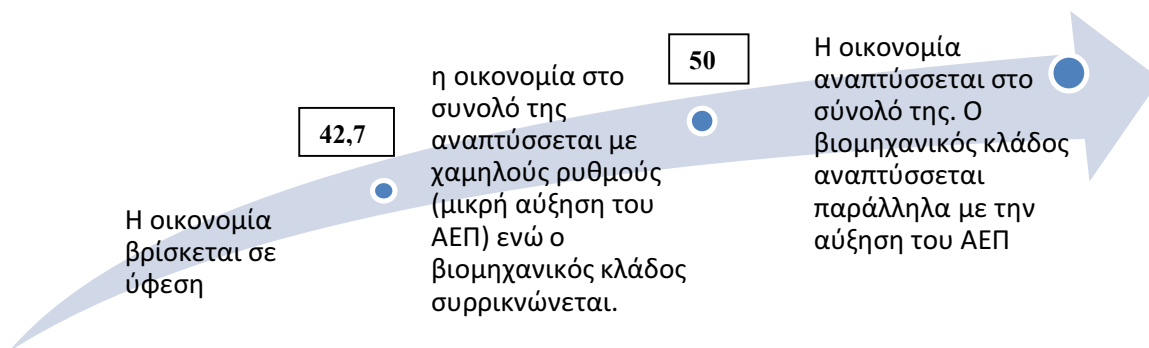 Η οικονομία
βρίσκεται σε
ύφεση
42,7
η οικονομία στο
συνολό της
αναπτύσσεται με
χαμηλούς ρυθμούς
(μικρή αύξηση του
ΑΕΠ) ενώ ο
βιομηχανικός κλάδος
συρρικνώνεται.
50
Η οικονομία
αναπτύσσεται στο
σύνολό της. Ο
βιομηχανικός κλάδος
αναπτύσσεται
παράλληλα με την
αύξηση του ΑΕΠ